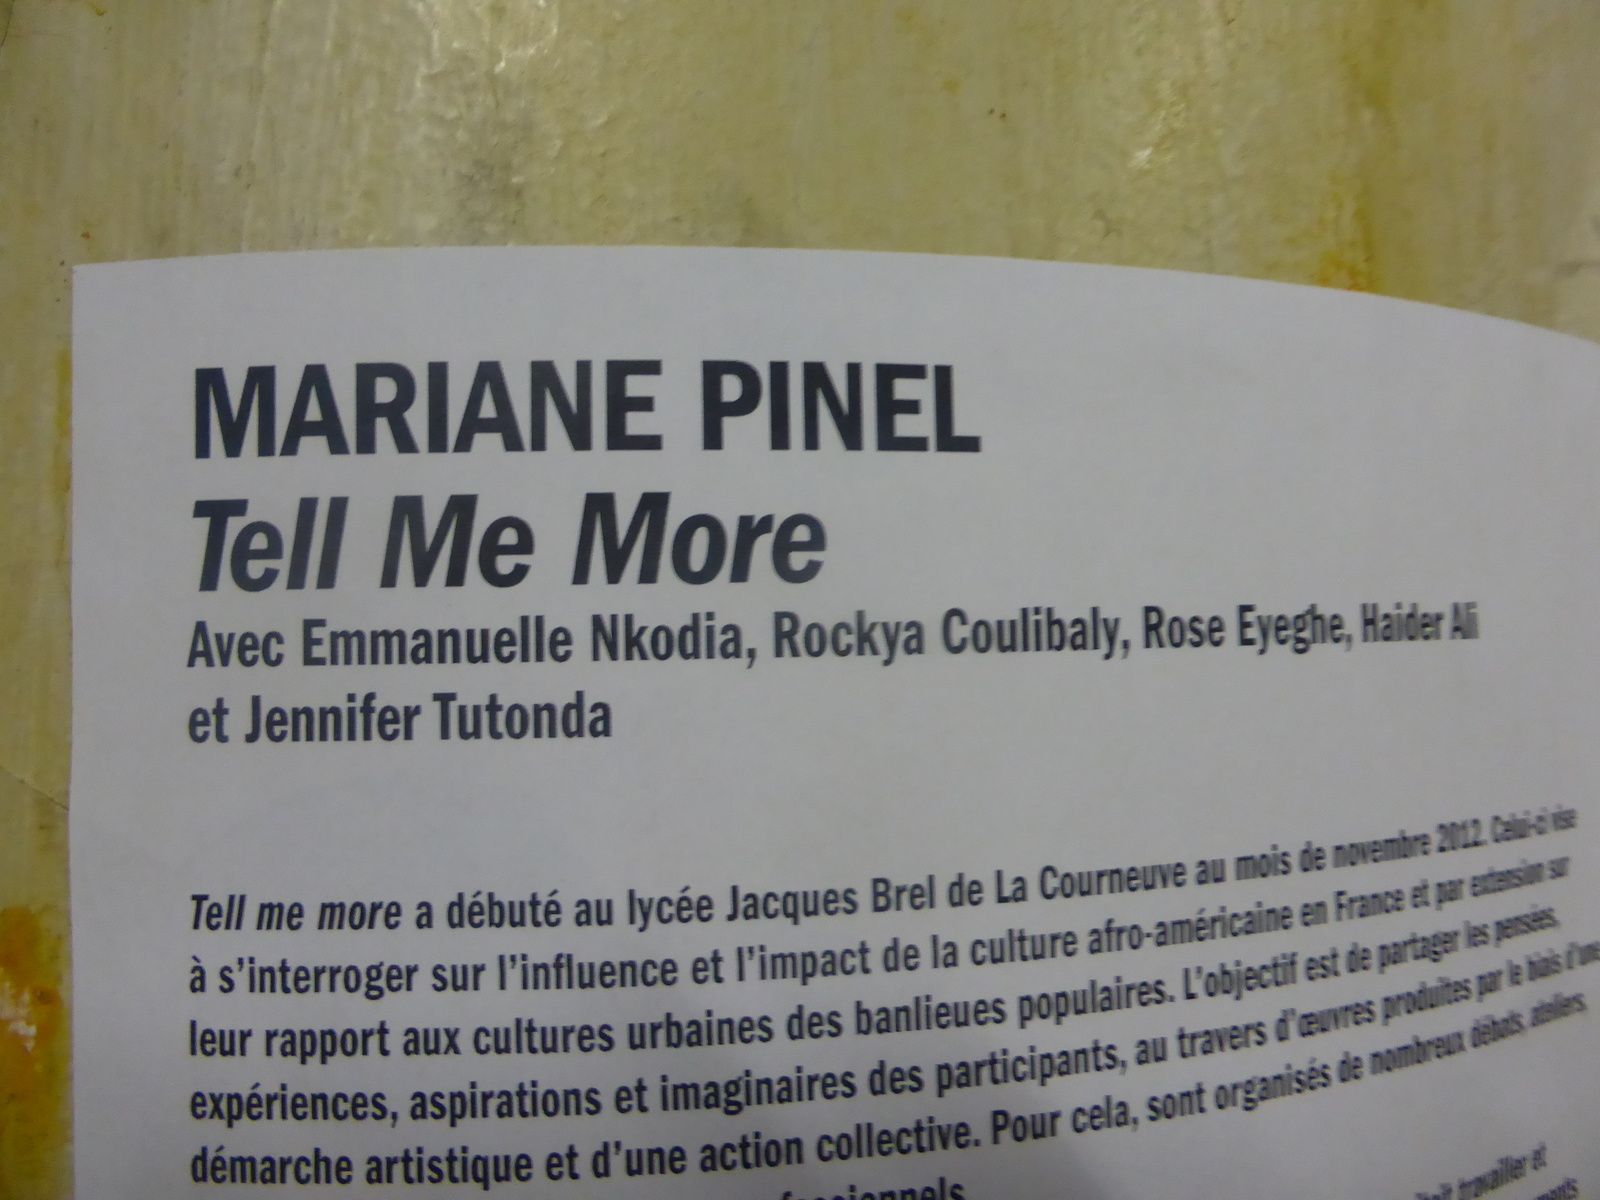 MARIANE PINEL
Tell Me More
Avec Emmanuelle Nkodia, Rockya Coulibaly, Rose Eyeghe, Haider Ali
et Jennifer Tutonda
Tell me more a débuté au lycée Jacques Brel de La Courneuve au mois de novembre 2012. Celui-ci vise
à s’interroger sur l’influence et l’impact de la culture afro-américaine en France et par extension sur
leur rapport aux cultures urbaines des banlieues populaires. L’objectif est de partager les pensées,
expériences, aspirations et imaginaires des participants, au travers d’œuvres produites par le biais d’une
démarche artistique et d’une action collective. Pour cela, sont organisés de nombreux débats, ateliers,
travailler et